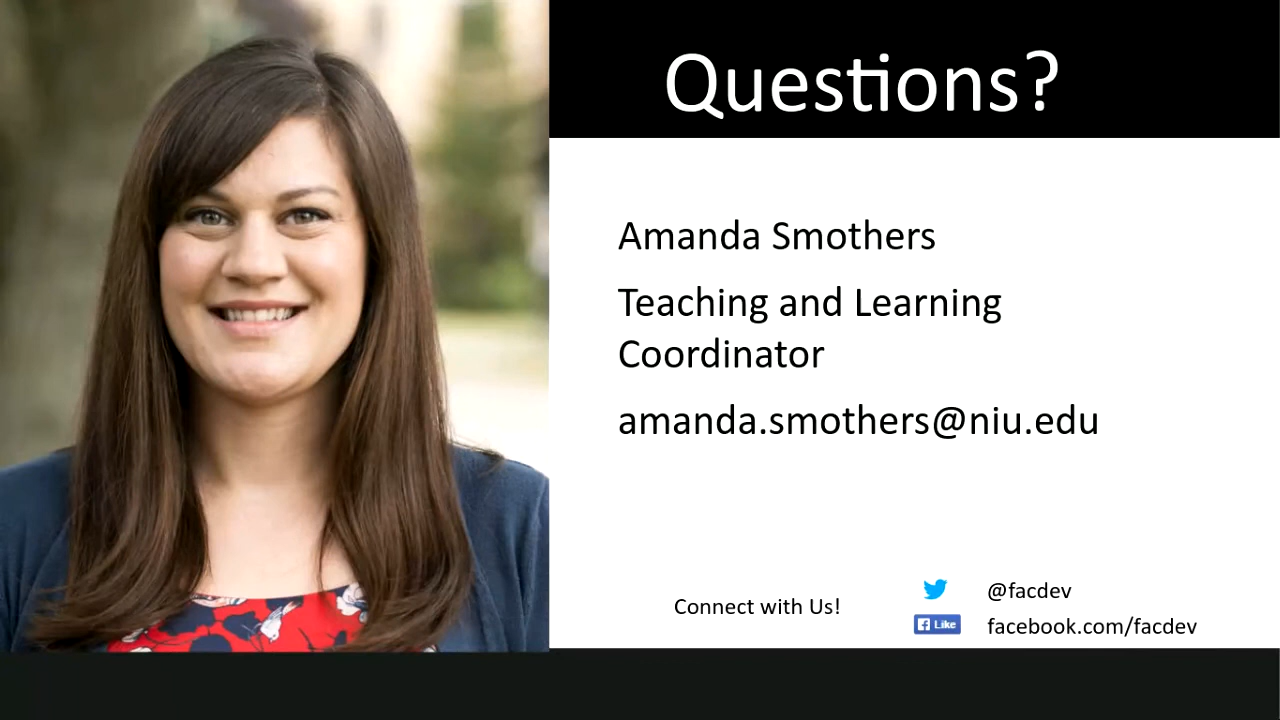 Questions?
Amanda Smothers
Teaching and Learning
Coordinator
amanda.smothers@niu.edu
Connect with Us!
@facdev
Like
facebook.com/facdev